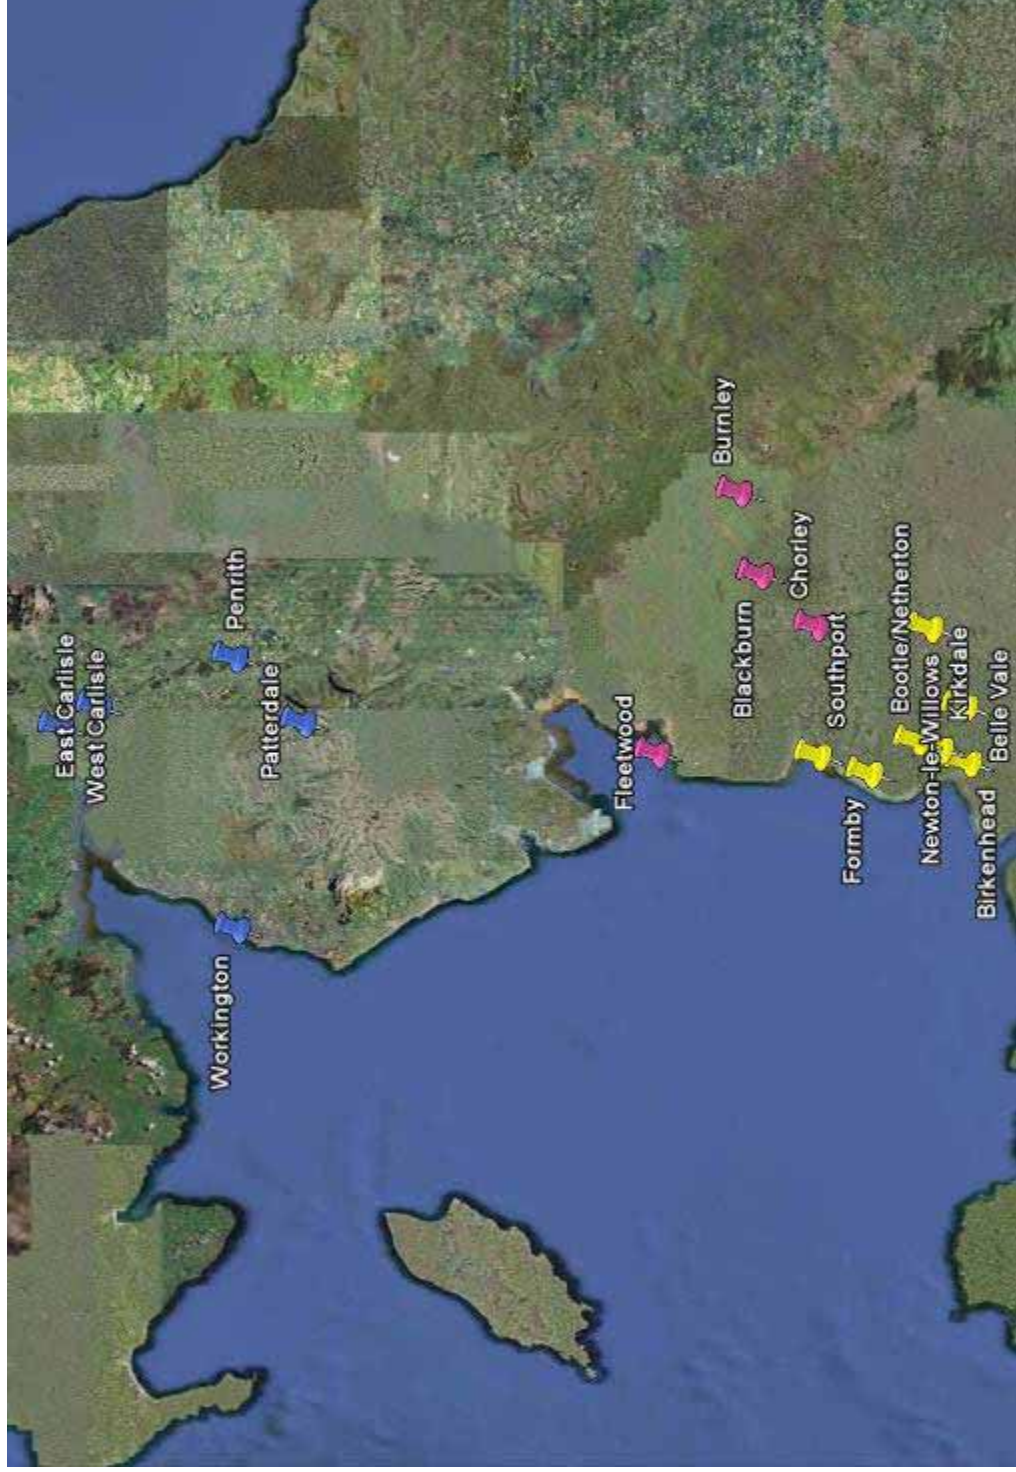 East Carlisle
West Carlisle
Penrith
Patterdale
Workington
Fleetwood
Burnley
Blackburn
Chorley
Southport
Formby
Bootle/Netherton
Newton-le-Willows
Kirkdale
Birkenhead
Belle Vale